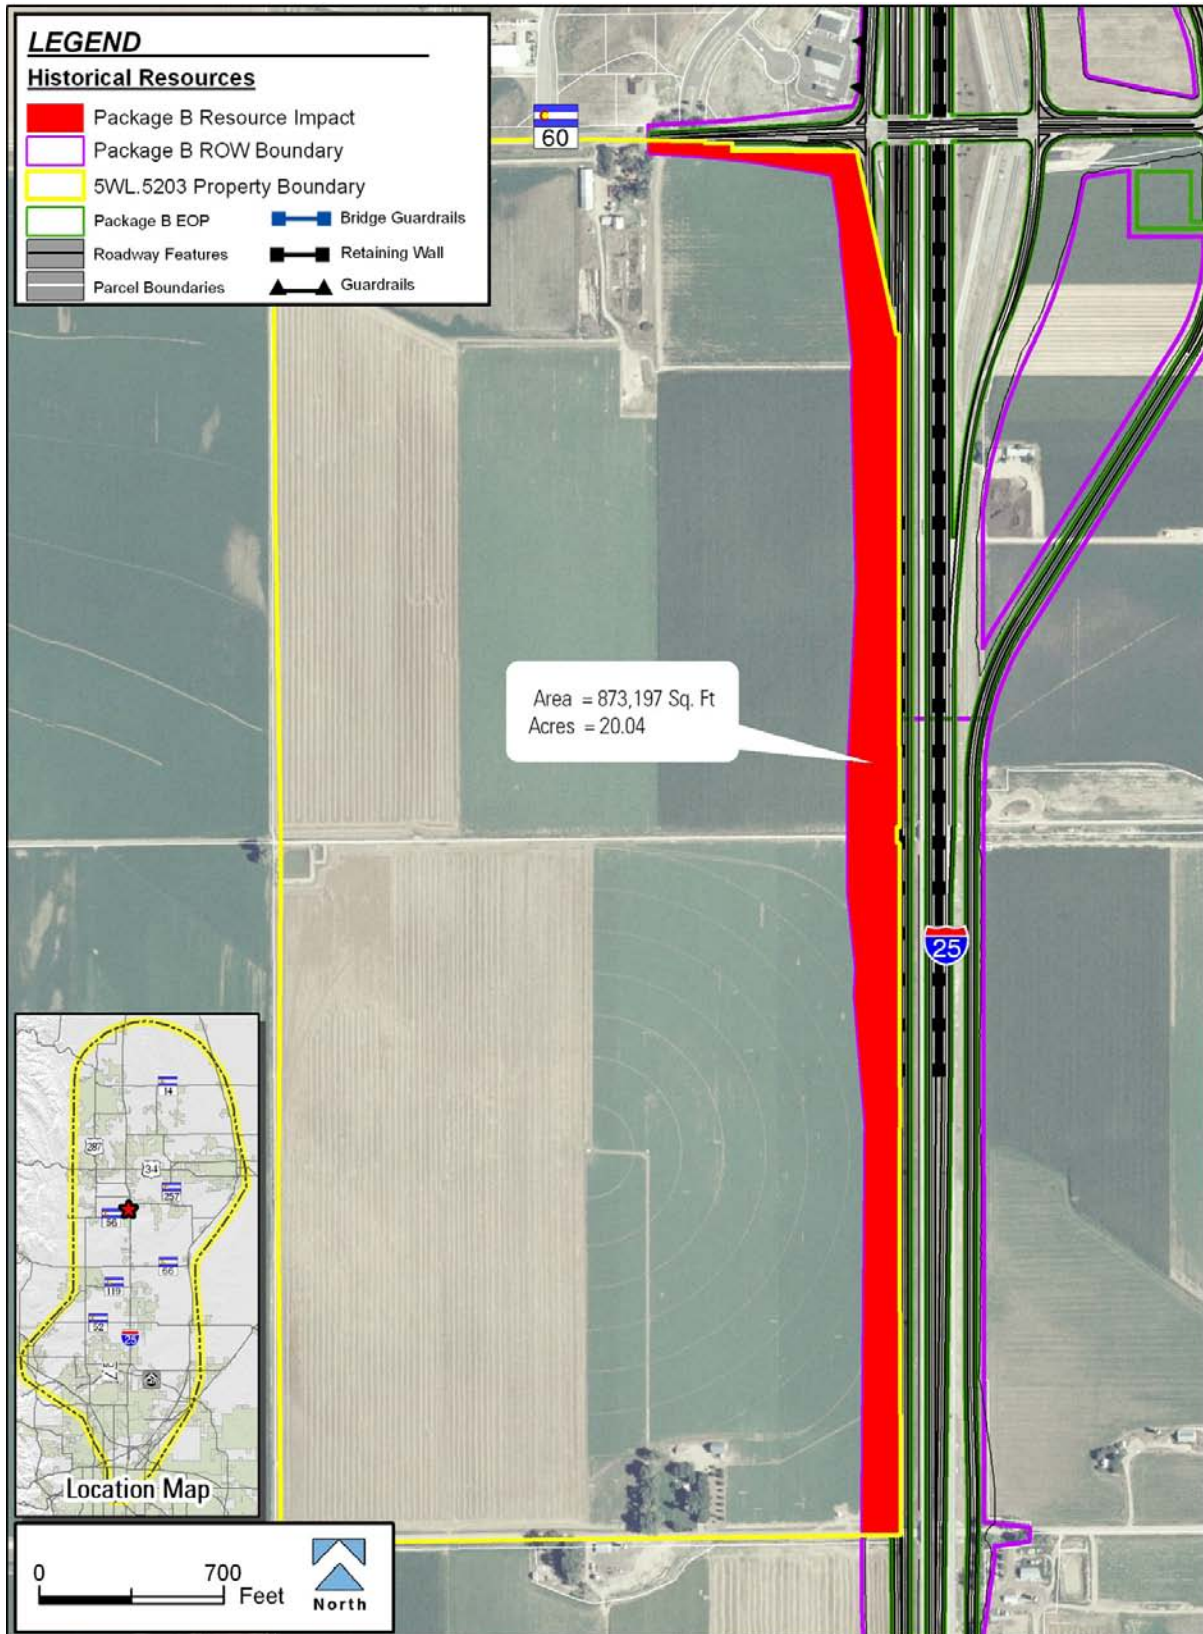 LEGEND
Historical Resources
Package B Resource Impact
Package B ROW Boundary
5WL.5203 Property Boundary
Package B EOP
Bridge Guardrails
Roadway Features
Retaining Wall
Parcel Boundaries
Guardrails
60
Area = 873,197 Sq. Ft
Acres = 20.04
25
14
287
34
257
56
66
119
52
25
Location Map
0 700
Feet
North